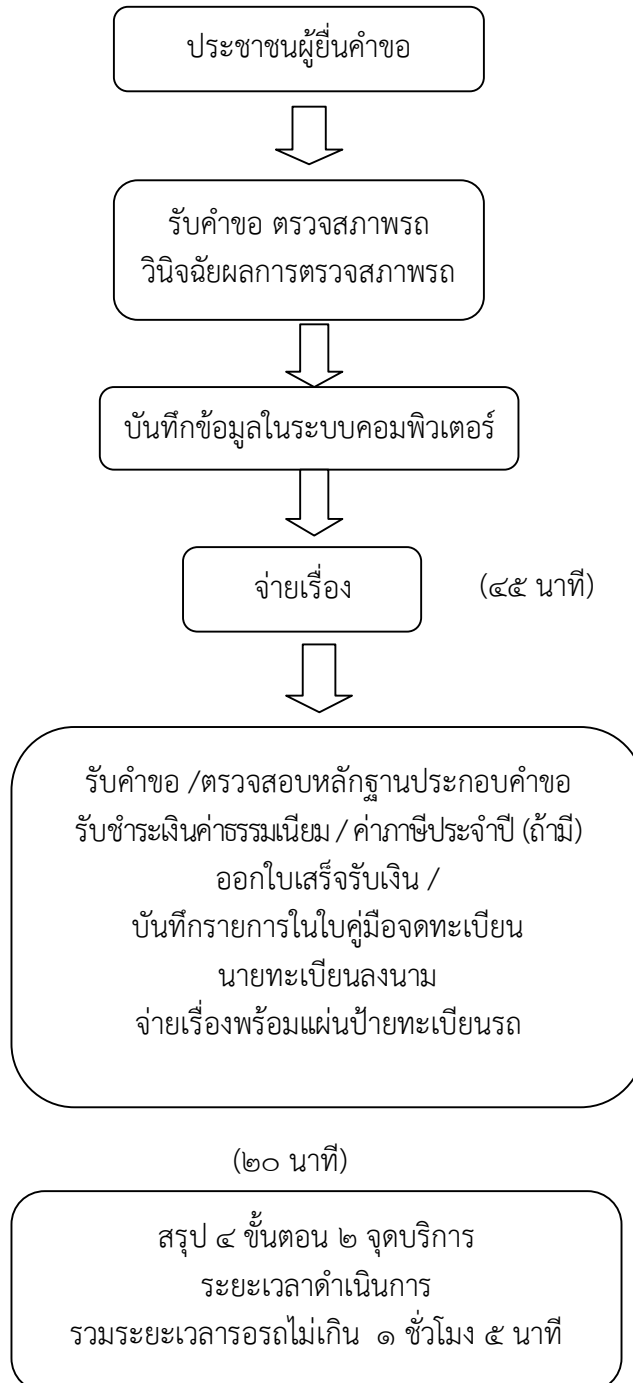 ประชาชนผู้ยื่นคำขอ
รับคำขอ ตรวจสภาพรถ
วินิจฉัยผลการตรวจสภาพรถ
บันทึกข้อมูลในระบบคอมพิวเตอร์
จ่ายเรื่อง (๔๕ นาที)
รับคำขอ /ตรวจสอบหลักฐานประกอบคำขอ
รับชำระเงินค่าธรรมเนียม / ค่าภาษีประจำปี (ถ้ามี)
ออกใบเสร็จรับเงิน /
บันทึกรายการในใบคู่มือจดทะเบียน
นายทะเบียนลงนาม
จ่ายเรื่องพร้อมแผ่นป้ายทะเบียนรถ
(๒๐ นาที)
สรุป ๔ ขั้นตอน ๒ จุดบริการ
ระยะเวลาดำเนินการ
รวมระยะเวลารอรถไม่เกิน ๑ ชั่วโมง ๕ นาที